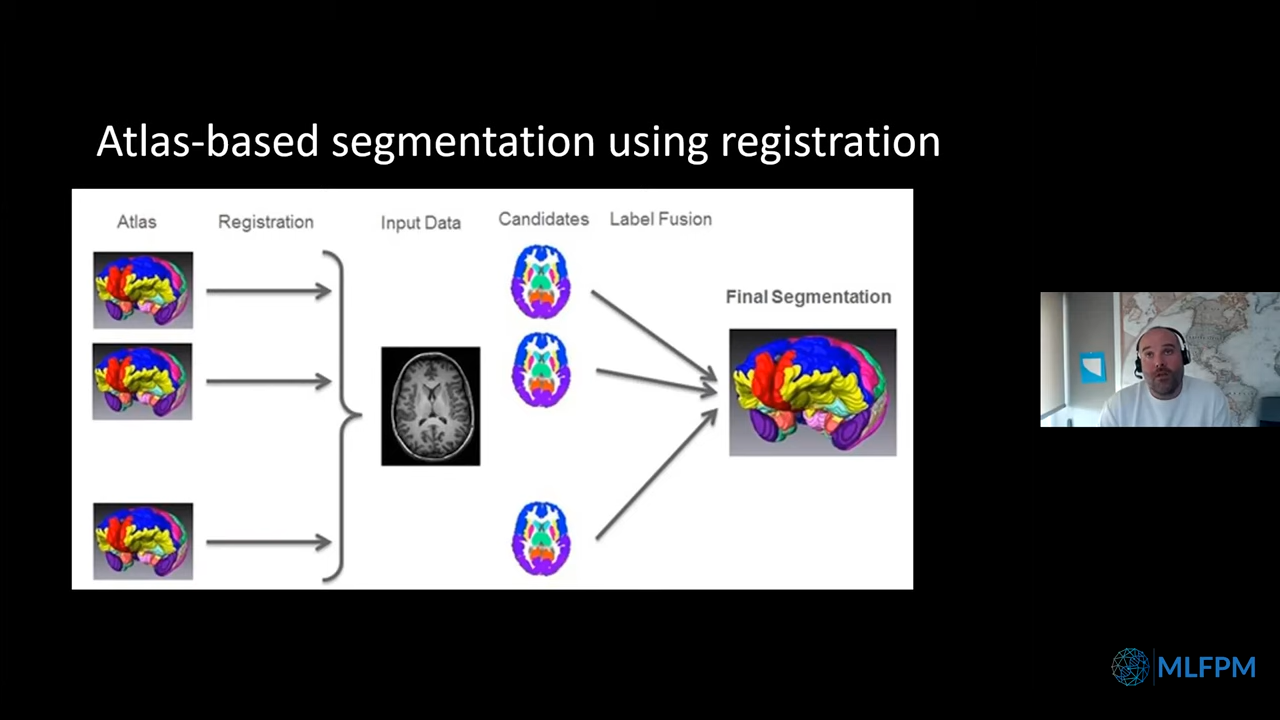 Atlas-based segmentation using registration
Atlas
Registration
Input Data
Candidates
Label Fusion
Final Segmentation
MLFPM